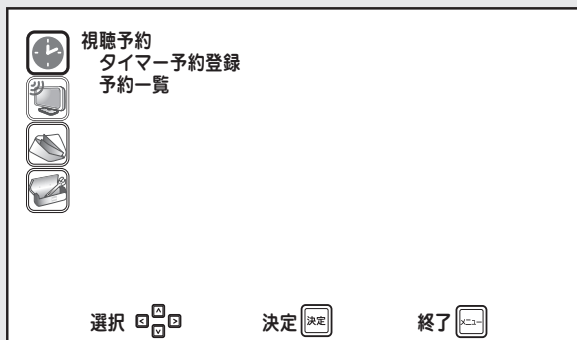 視聴予約
タイマー予約登録
予約一覧
選択 決定 決定 終了 メニュー